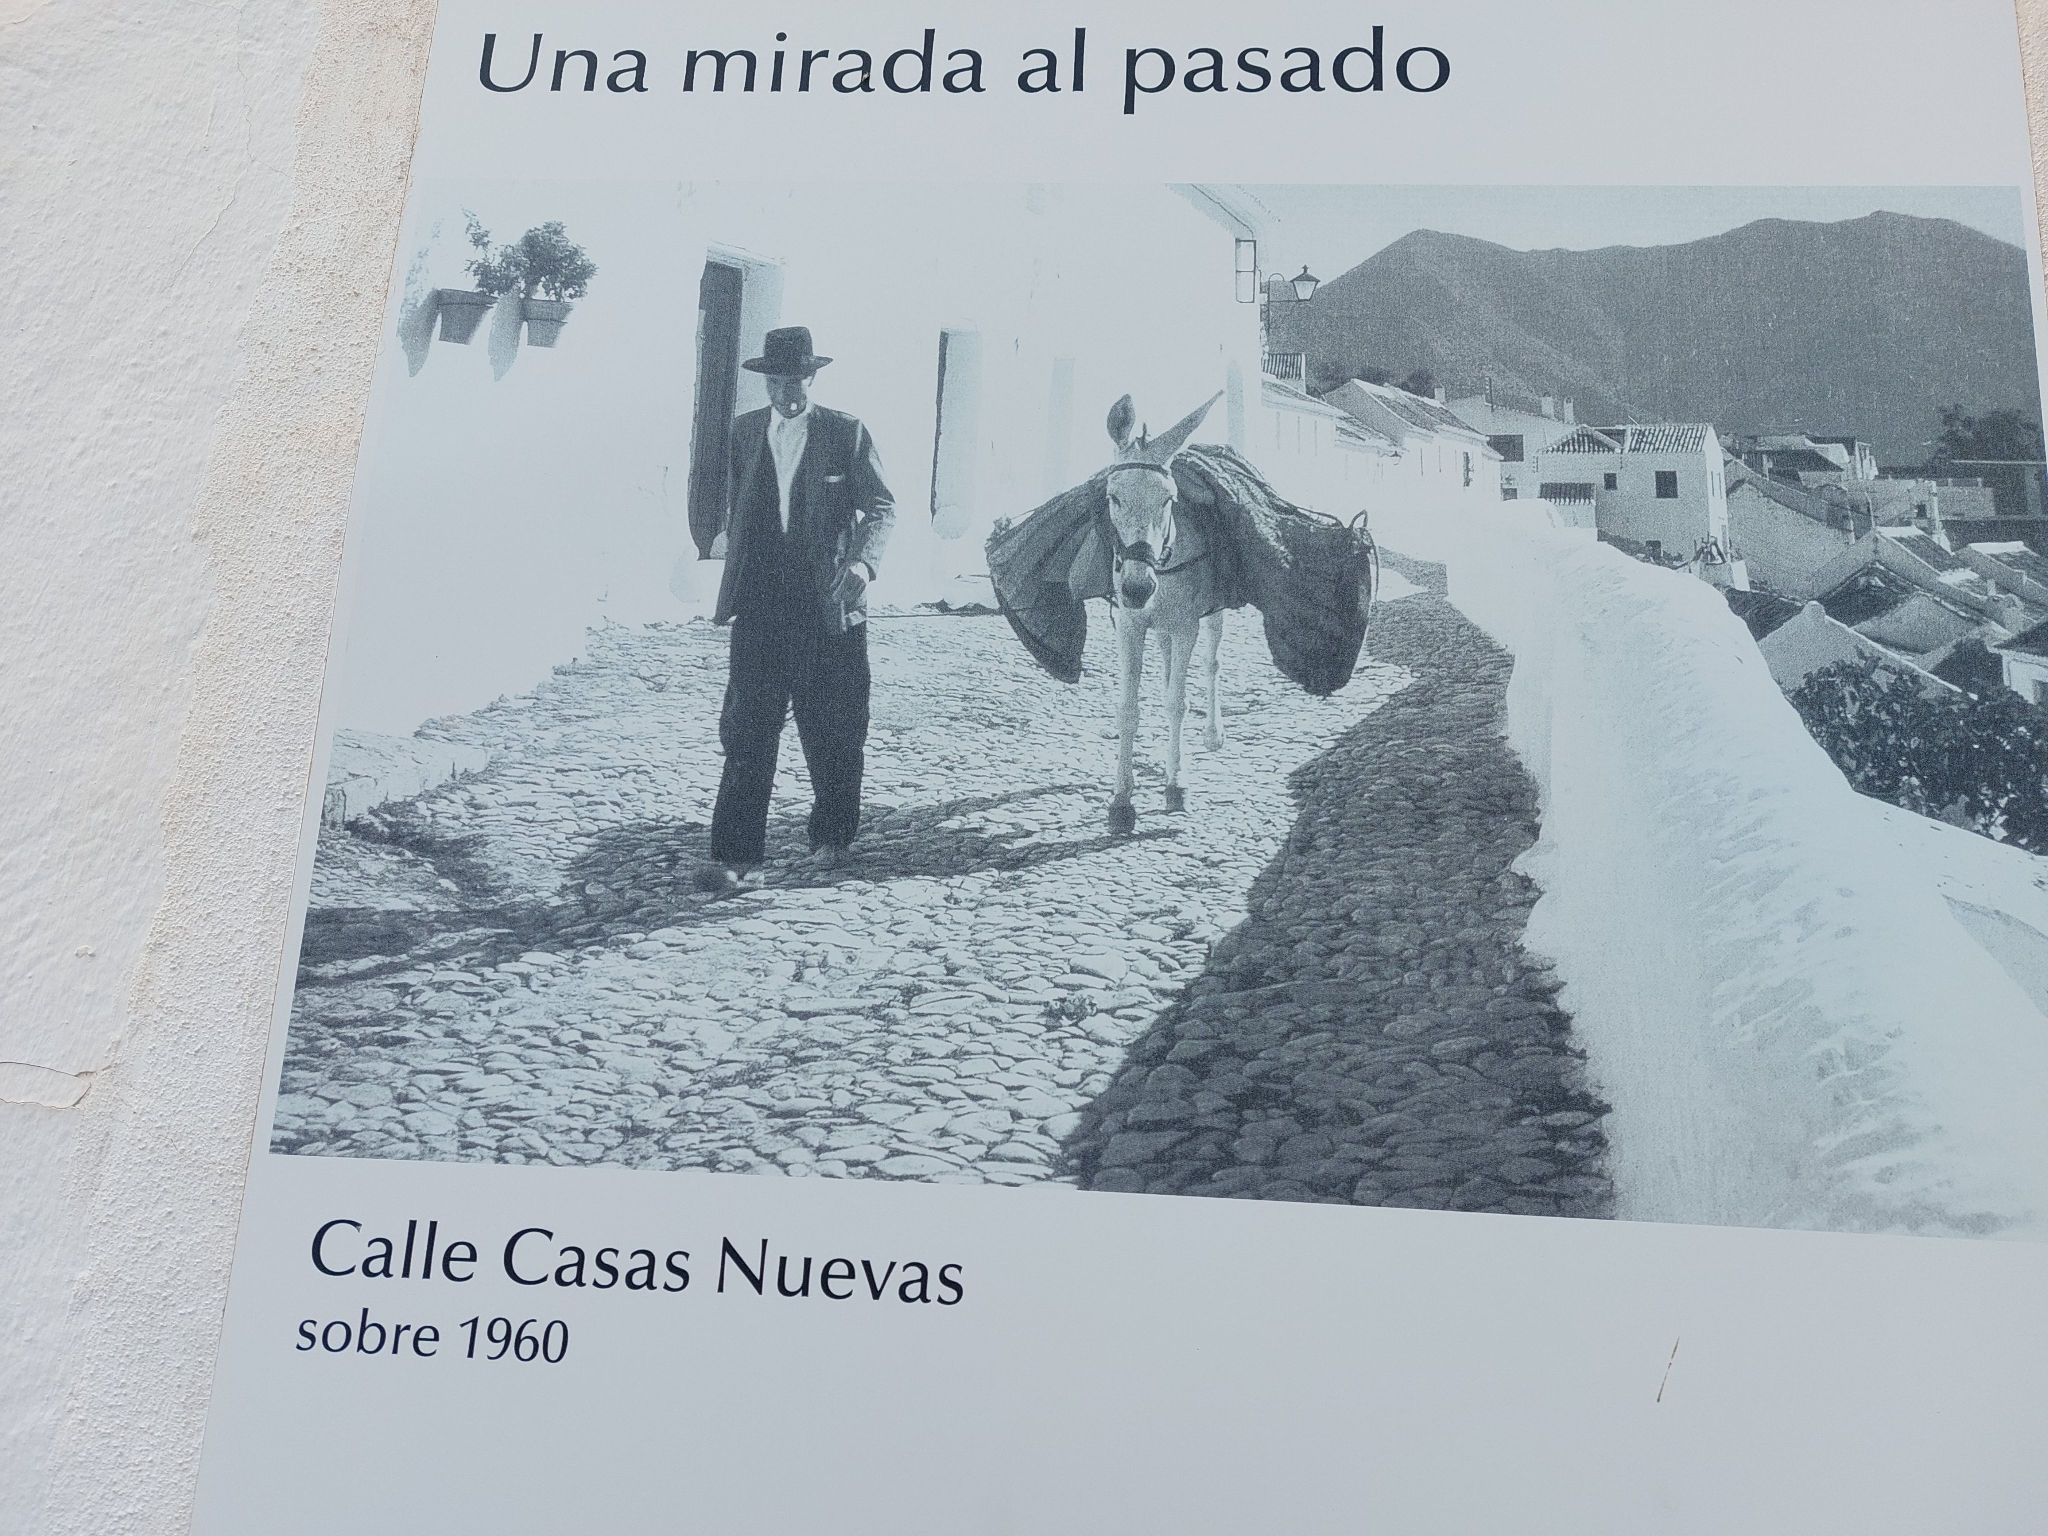 Una mirada al pasado
Calle Casas Nuevas
sobre 1960